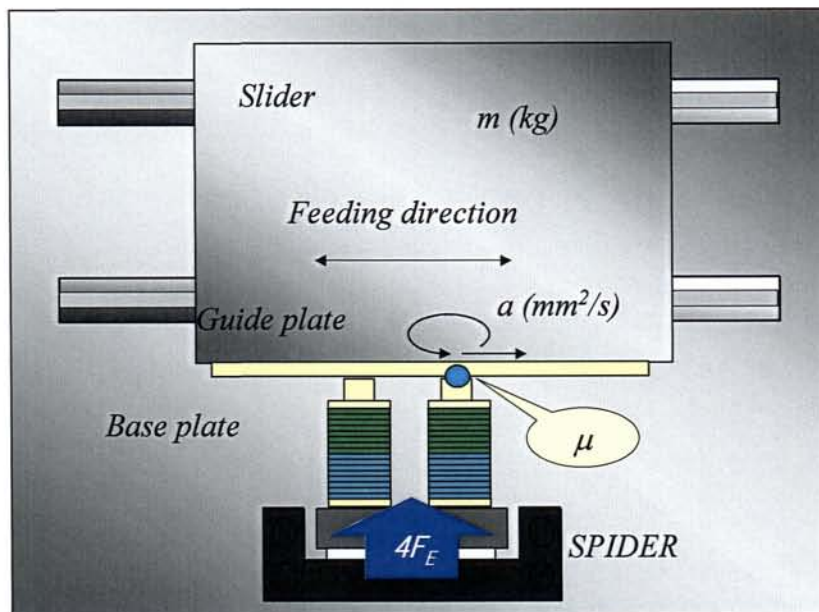 Slider
m (kg)
Feeding direction
Guide plate
a (mm²/s)
Base plate
μ
4F_E
SPIDER